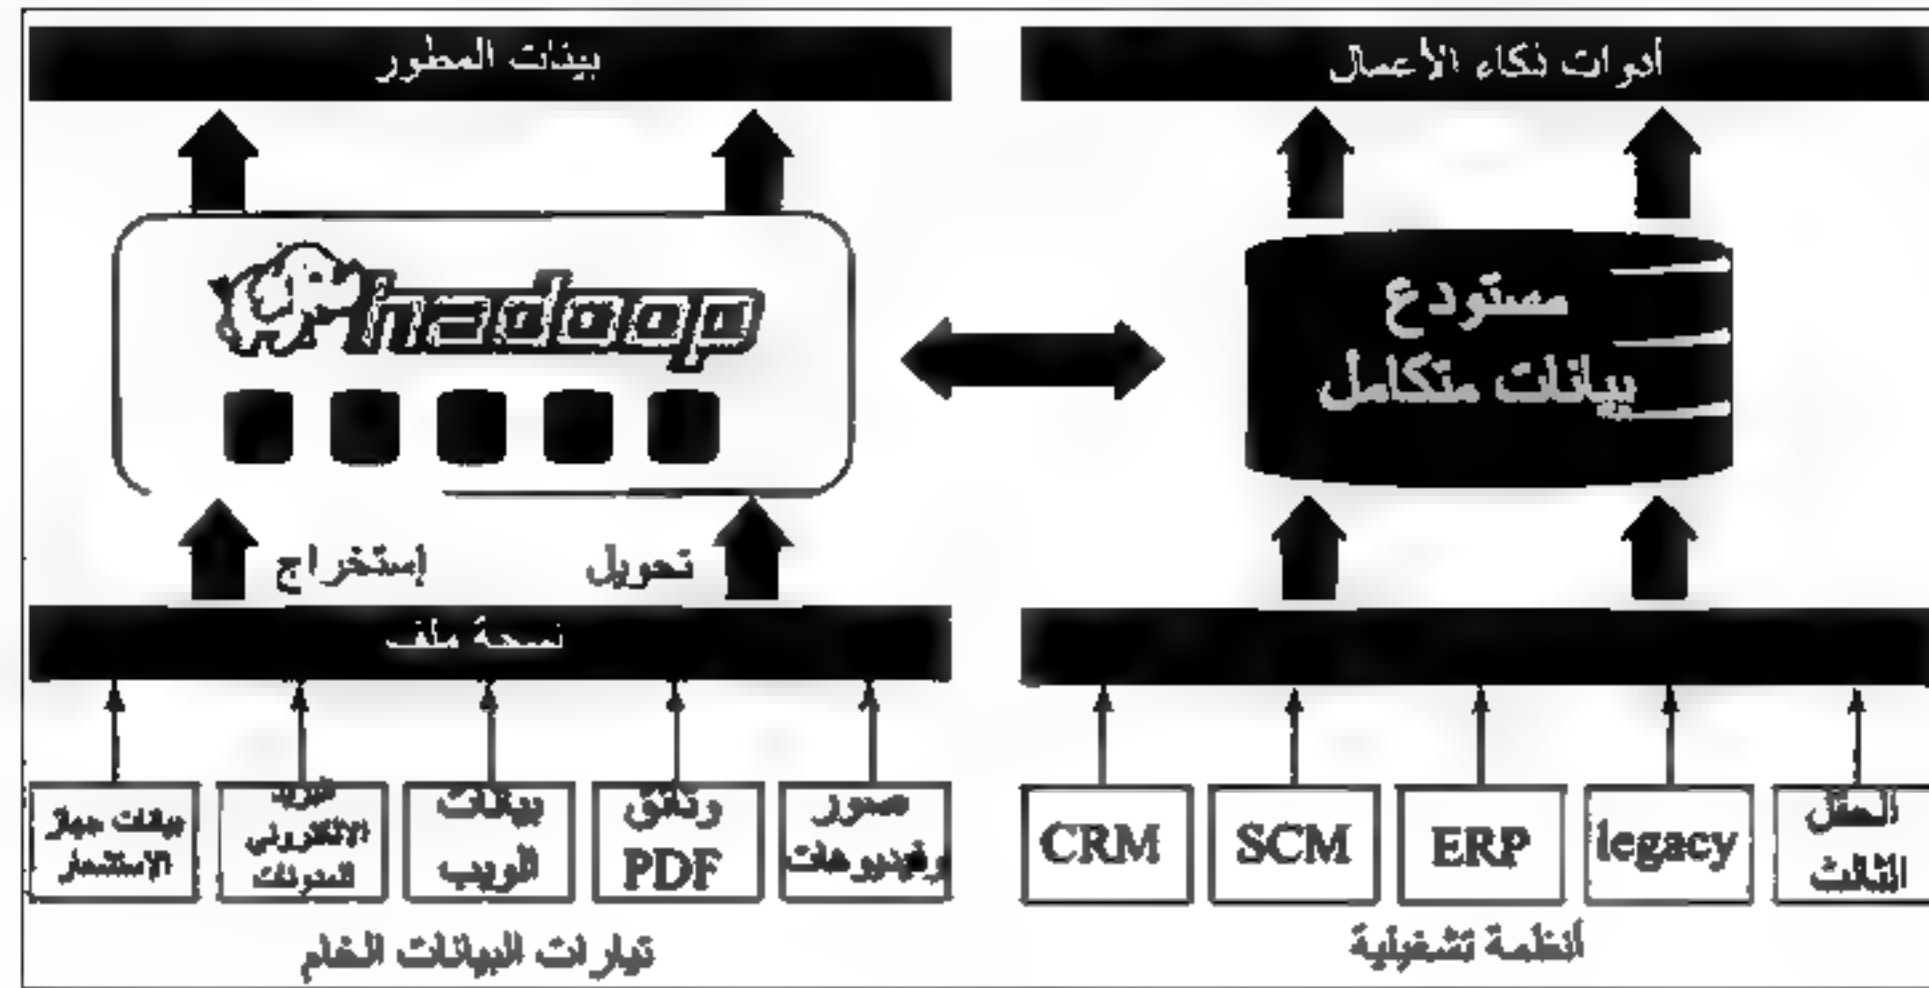 بيئات المطور
أدوات ذكاء الأعمال
hadoop
مستودع
بيانات متكامل
إستخراج
تحويل
نسخة ملف
بيانات جهاز
الاستشعار
البريد
الالكتروني
المدونات
بيانات
الويب
وثائق
PDF
صور
وفيديوهات
CRM
SCM
ERP
legacy
الثالث
تيارات البيانات الخام
أنظمة تشغيلية